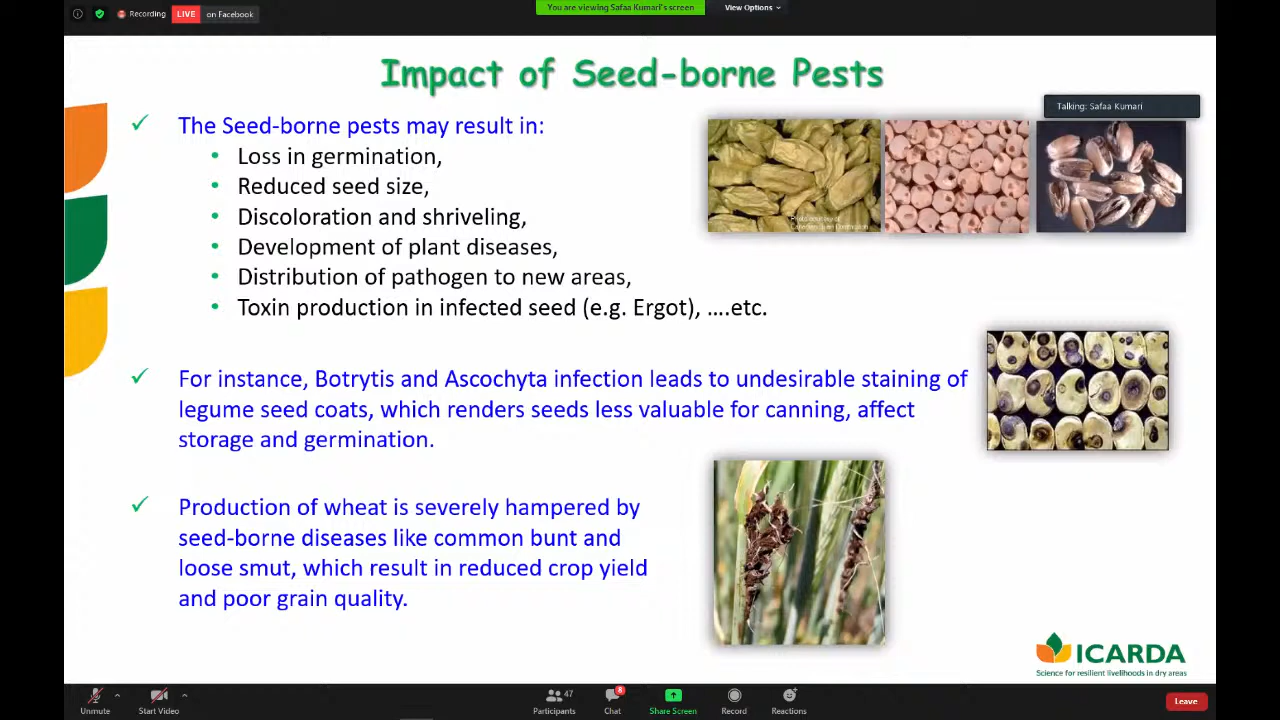 Recording
LIVE
on Facebook
You are viewing Safaa Kumari's screen
View Options
Impact of Seed-borne Pests
Talking: Safaa Kumari
✓ The Seed-borne pests may result in:
• Loss in germination,
• Reduced seed size,
• Discoloration and shriveling,
• Development of plant diseases,
• Distribution of pathogen to new areas,
• Toxin production in infected seed (e.g. Ergot), ….etc.
✓ For instance, Botrytis and Ascochyta infection leads to undesirable staining of
legume seed coats, which renders seeds less valuable for canning, affect
storage and germination.
✓ Production of wheat is severely hampered by
seed-borne diseases like common bunt and
loose smut, which result in reduced crop yield
and poor grain quality.
ICARDA
Science for resilient livelihoods in dry areas
Unmute
Start Video
47
Participants
8
Chat
Share Screen
Record
Reactions
Leave